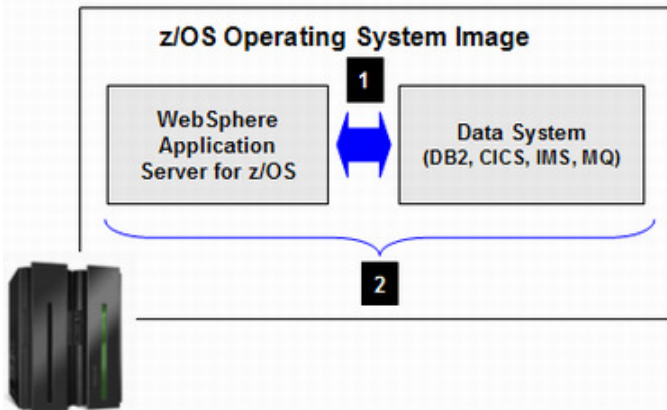 z/OS Operating System Image
1
WebSphere
Application
Server for z/OS
Data System
(DB2, CICS, IMS, MQ)
2